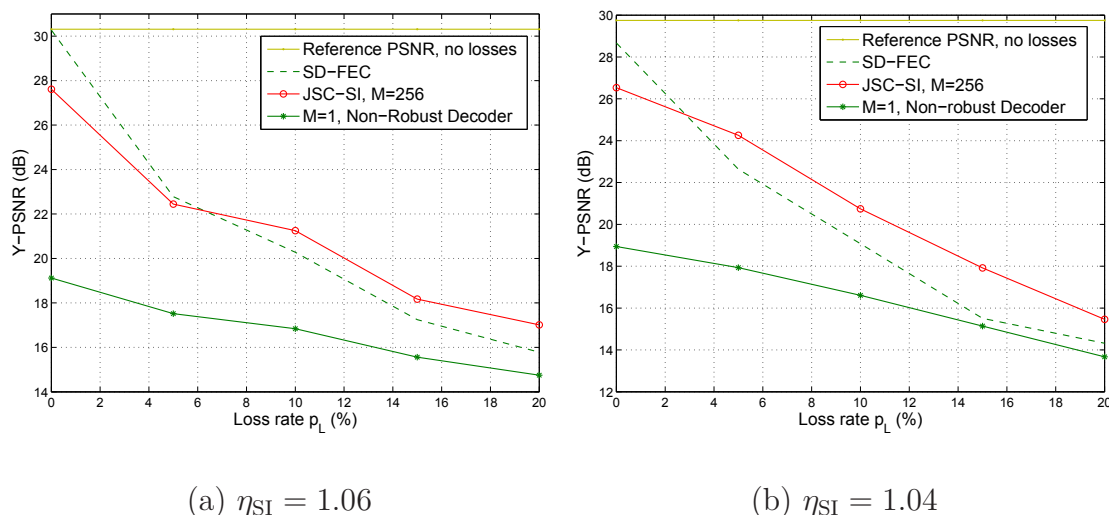 30
28
26
24
22
20
18
16
14
Y-PSNR (dB)
0 2 4 6 8 10 12 14 16 18 20
Loss rate p_L (%)
Reference PSNR, no losses
SD-FEC
JSC-SI, M=256
M=1, Non-Robust Decoder
(a) η_SI = 1.06
30
28
26
24
22
20
18
16
14
12
Y-PSNR (dB)
0 2 4 6 8 10 12 14 16 18 20
Loss rate p_L (%)
Reference PSNR, no losses
SD-FEC
JSC-SI, M=256
M=1, Non-Robust Decoder
(b) η_SI = 1.04